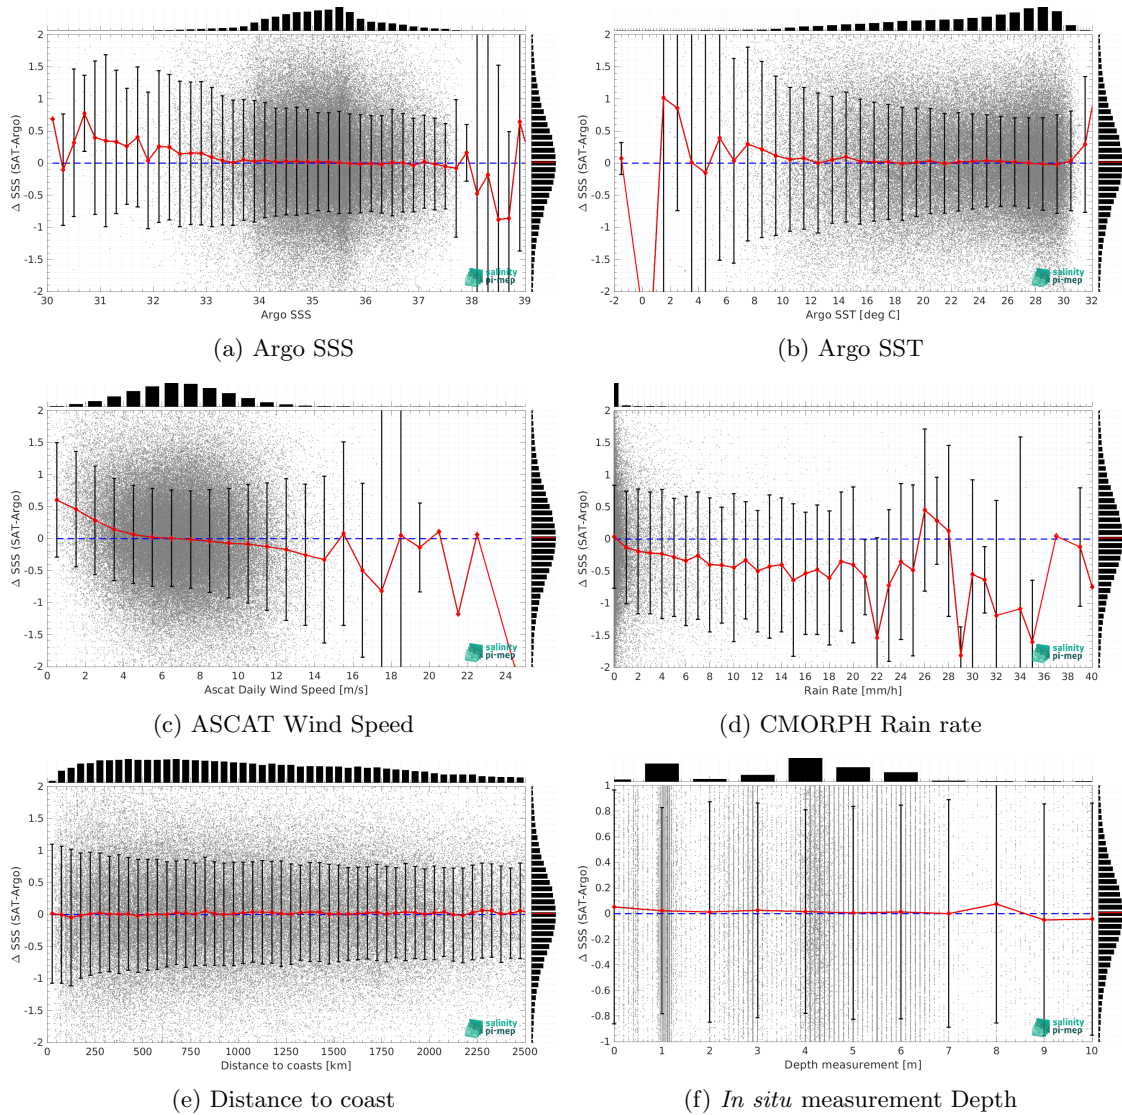 2
1.5
1
0.5
0
-0.5
-1
-1.5
-2
Δ SSS (SAT-Argo)
30 31 32 33 34 35 36 37 38 39
Argo SSS
salinity
pi-mep
(a) Argo SSS
2
1.5
1
0.5
0
-0.5
-1
-1.5
-2
Δ SSS (SAT-Argo)
-2 0 2 4 6 8 10 12 14 16 18 20 22 24 26 28 30 32
Argo SST [deg C]
salinity
pi-mep
(b) Argo SST
2
1.5
1
0.5
0
-0.5
-1
-1.5
-2
Δ SSS (SAT-Argo)
0 2 4 6 8 10 12 14 16 18 20 22 24
Ascat Daily Wind Speed [m/s]
salinity
pi-mep
(c) ASCAT Wind Speed
2
1.5
1
0.5
0
-0.5
-1
-1.5
-2
Δ SSS (SAT-Argo)
0 2 4 6 8 10 12 14 16 18 20 22 24 26 28 30 32 34 36 38 40
Rain Rate [mm/h]
salinity
pi-mep
(d) CMORPH Rain rate
2
1.5
1
0.5
0
-0.5
-1
-1.5
-2
Δ SSS (SAT-Argo)
0 250 500 750 1000 1250 1500 1750 2000 2250 2500
Distance to coasts [km]
salinity
pi-mep
(e) Distance to coast
1
0.8
0.6
0.4
0.2
0
-0.2
-0.4
-0.6
-0.8
-1
Δ SSS (SAT-Argo)
0 1 2 3 4 5 6 7 8 9 10
Depth measurement [m]
salinity
pi-mep
(f) In situ measurement Depth